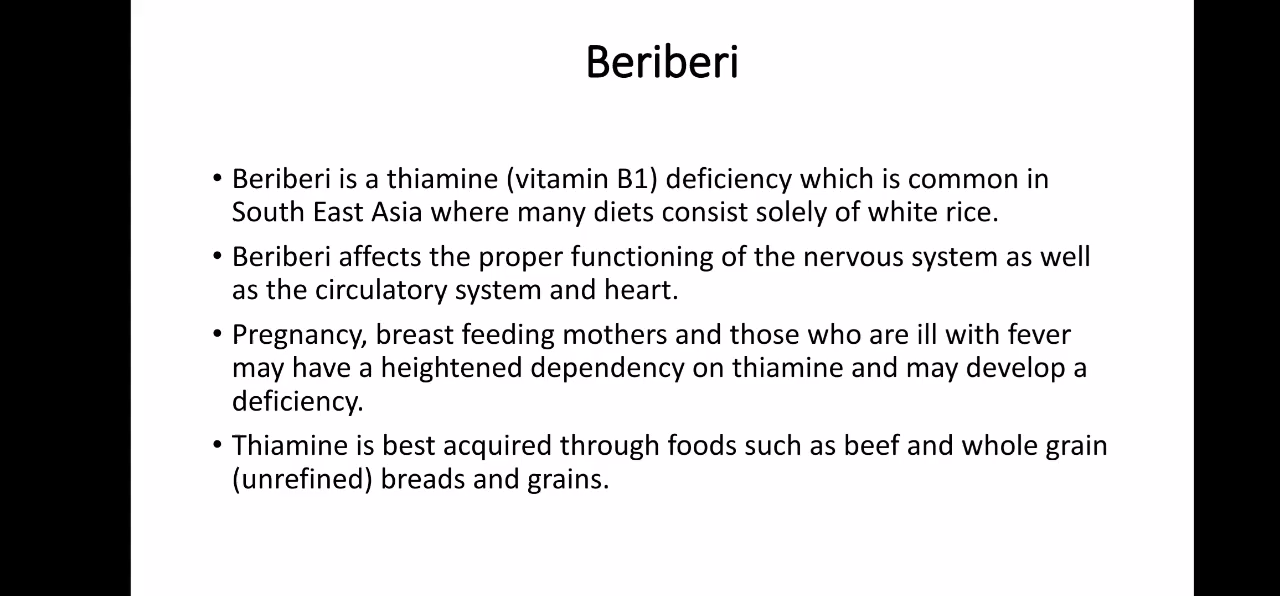 Beriberi
• Beriberi is a thiamine (vitamin B1) deficiency which is common in
South East Asia where many diets consist solely of white rice.
• Beriberi affects the proper functioning of the nervous system as well
as the circulatory system and heart.
• Pregnancy, breast feeding mothers and those who are ill with fever
may have a heightened dependency on thiamine and may develop a
deficiency.
• Thiamine is best acquired through foods such as beef and whole grain
(unrefined) breads and grains.